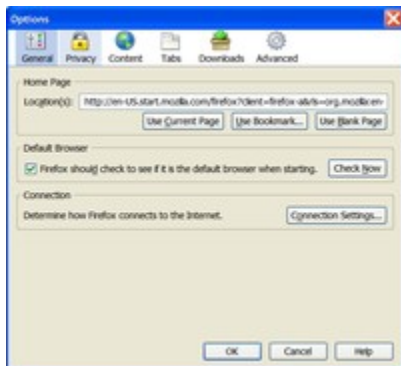 Options
General Privacy Content Tabs Downloads Advanced
Home Page
Location(s): http://en-US.start.mozilla.com/firefox?client=firefox-a&rls=org.mozilla:en-
Use Current Page Use Bookmark... Use Blank Page
Default Browser
Firefox should check to see if it is the default browser when starting. Check Now
Connection
Determine how Firefox connects to the Internet. Connection Settings...
OK Cancel Help